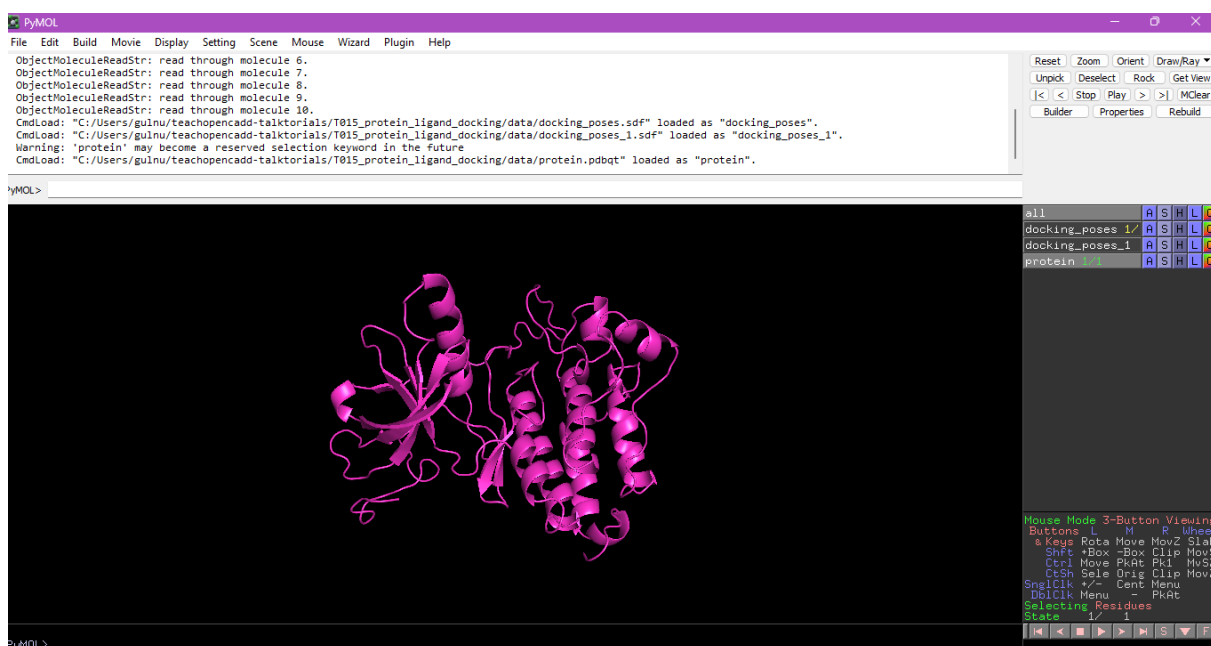 PyMOL
File Edit Build Movie Display Setting Scene Mouse Wizard Plugin Help
ObjectMoleculeReadStr: read through molecule 6.
ObjectMoleculeReadStr: read through molecule 7.
ObjectMoleculeReadStr: read through molecule 8.
ObjectMoleculeReadStr: read through molecule 9.
ObjectMoleculeReadStr: read through molecule 10.
CmdLoad: "C:/Users/gulnu/teachopencadd-talktorials/T015_protein_ligand_docking/data/docking_poses.sdf" loaded as "docking_poses".
CmdLoad: "C:/Users/gulnu/teachopencadd-talktorials/T015_protein_ligand_docking/data/docking_poses_1.sdf" loaded as "docking_poses_1".
Warning: 'protein' may become a reserved selection keyword in the future
CmdLoad: "C:/Users/gulnu/teachopencadd-talktorials/T015_protein_ligand_docking/data/protein.pdbqt" loaded as "protein".
Reset Zoom Orient Draw/Ray
Unpick Deselect Rock Get View
|< < Stop Play > >| MClear
Builder Properties Rebuild
PyMOL>
all A S H L C
docking_poses 1/ A S H L C
docking_poses_1 A S H L C
protein 1/1 A S H L C
Mouse Mode 3-Button Viewing
Buttons L M R Whee
& Keys Rota Move MovZ Sla
Shft +Box -Box Clip MovS
Ctrl Move PkAt Pk1 MvSZ
CtSh Sele Orig Clip MovZ
SnglClk +/- Cent Menu
DblClk Menu - PkAt
Selecting Residues
State 1/ 1
S F
PyMOL>